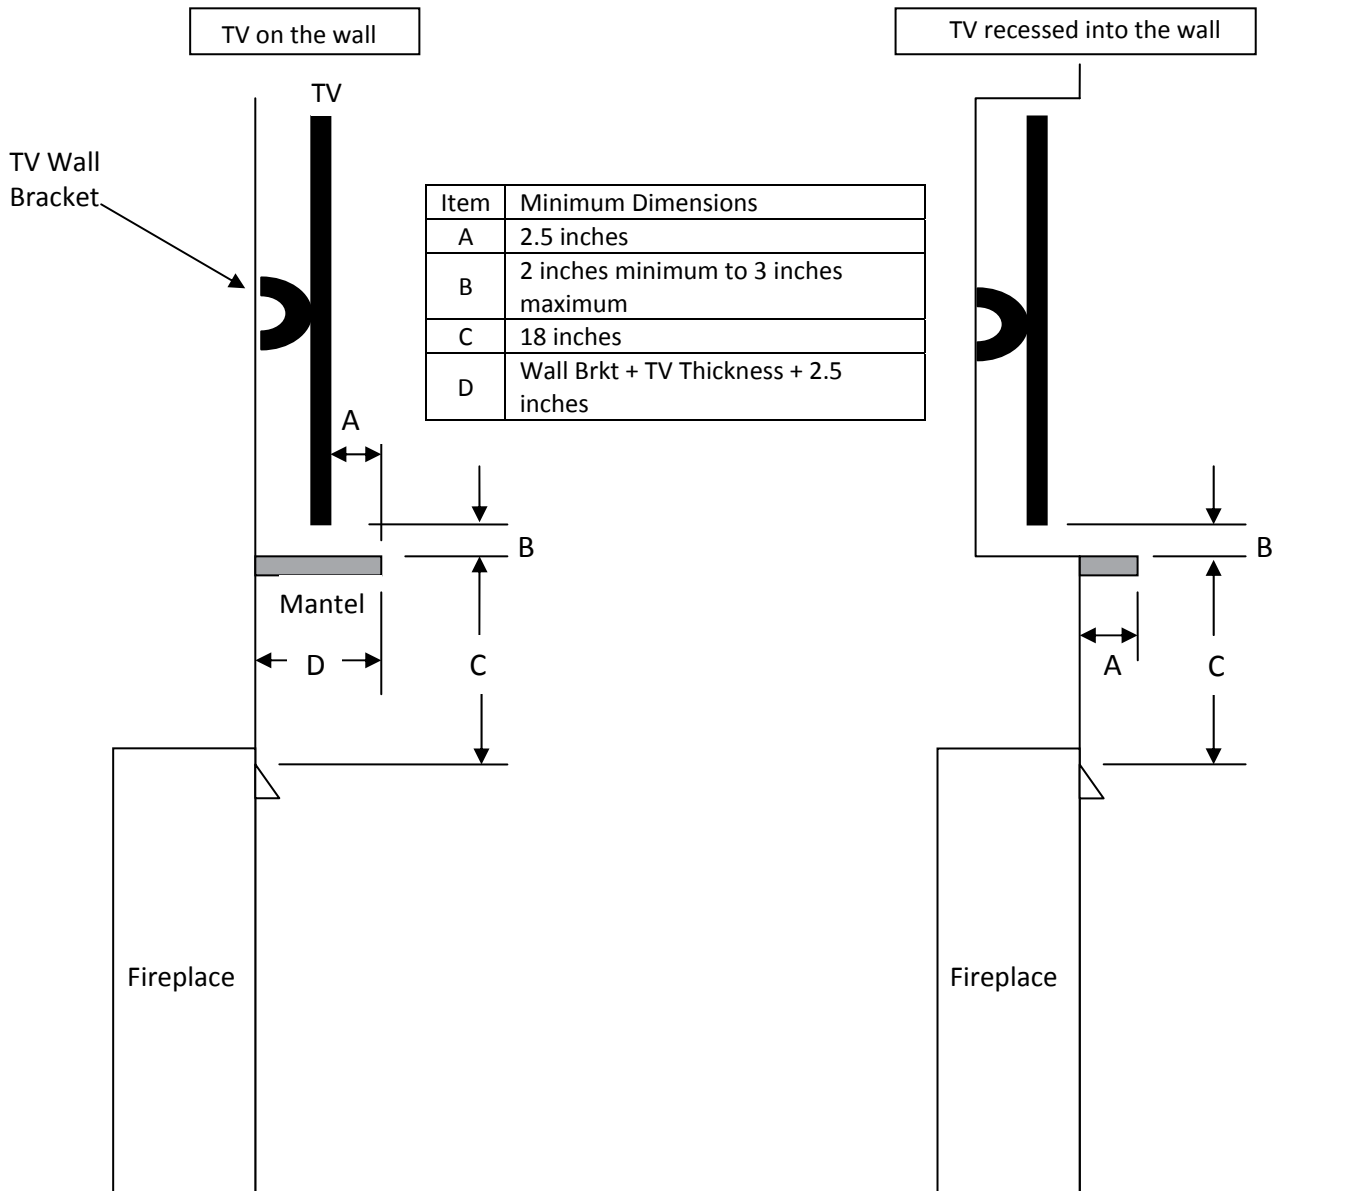 TV on the wall
TV recessed into the wall
TV
TV Wall
Bracket
Item Minimum Dimensions
A 2.5 inches
B 2 inches minimum to 3 inches
maximum
C 18 inches
D Wall Brkt + TV Thickness + 2.5
inches
A
B
B
Mantel
D
C
A
C
Fireplace
Fireplace